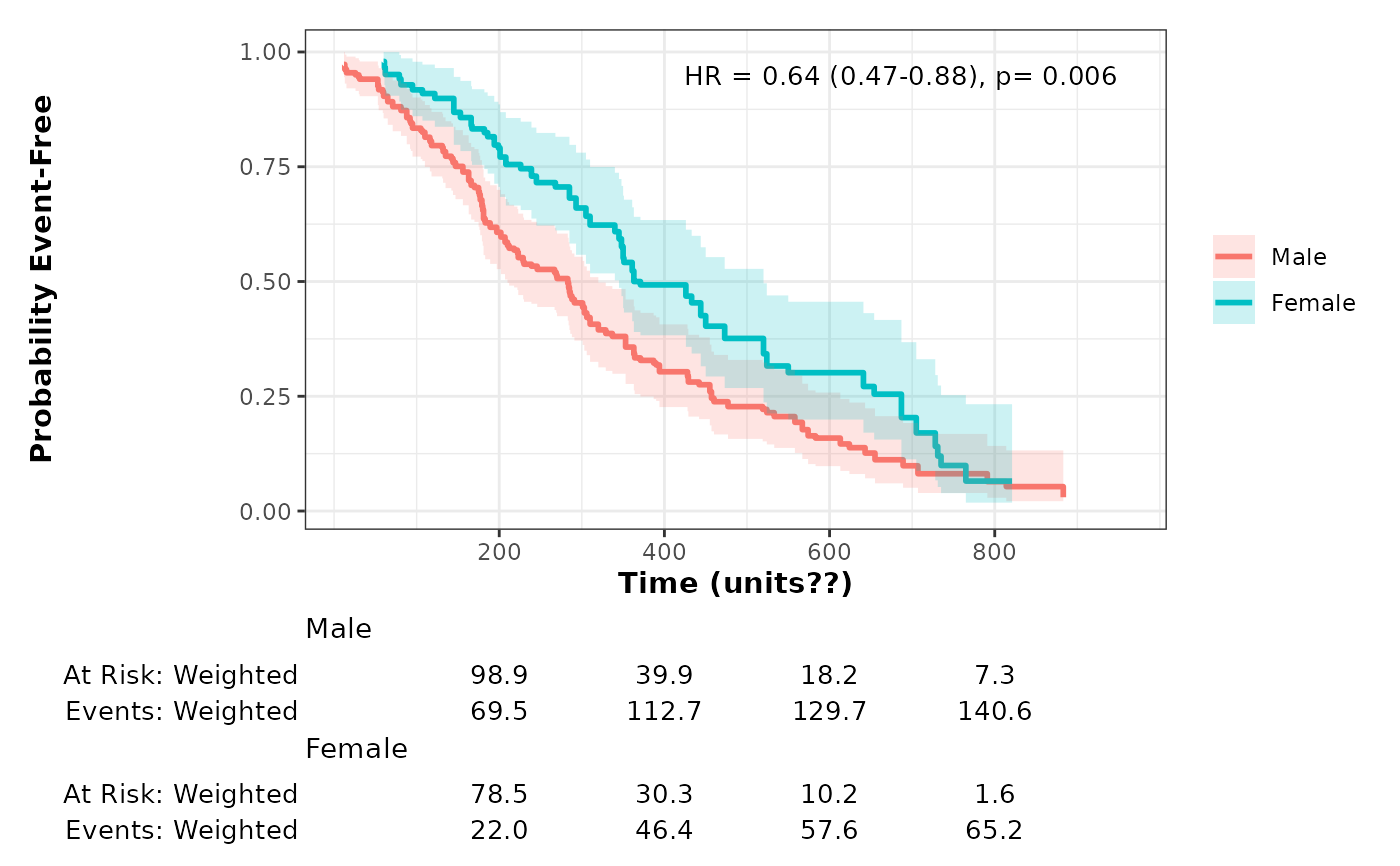 Probability Event-Free
1.00
0.75
0.50
0.25
0.00
HR = 0.64 (0.47-0.88), p= 0.006
Male
Female
200 400 600 800
Time (units??)
Male
At Risk: Weighted 98.9 39.9 18.2 7.3
Events: Weighted 69.5 112.7 129.7 140.6
Female
At Risk: Weighted 78.5 30.3 10.2 1.6
Events: Weighted 22.0 46.4 57.6 65.2